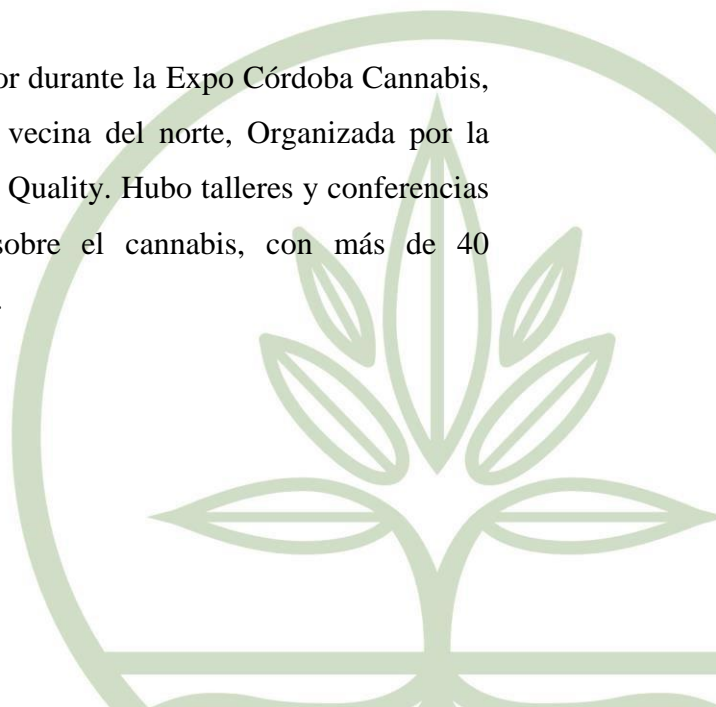 or durante la Expo Córdoba Cannabis,
vecina del norte, Organizada por la
Quality. Hubo talleres y conferencias
sobre el cannabis, con más de 40